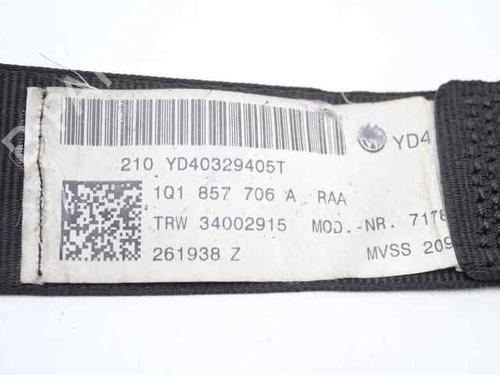 YD4
210 YD40329405T
1Q1 857 706 A RAA
TRW 34002915 MOD.-NR. 7178
261938 Z MVSS 209